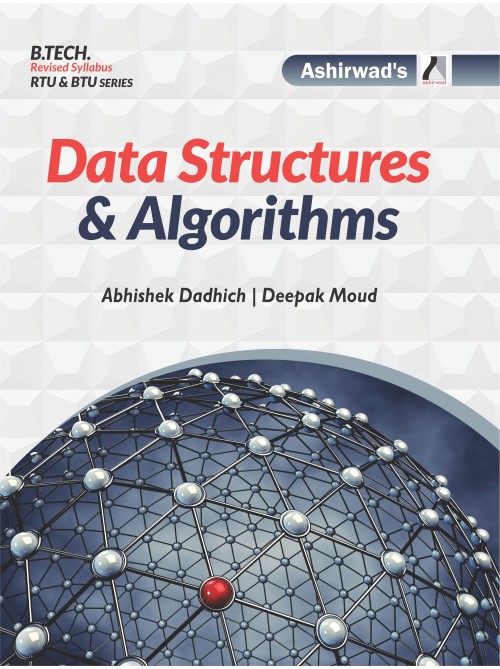 B.TECH.
Revised Syllabus
RTU & BTU SERIES
Ashirwad's
ashirwad
Data Structures
& Algorithms
Abhishek Dadhich | Deepak Moud